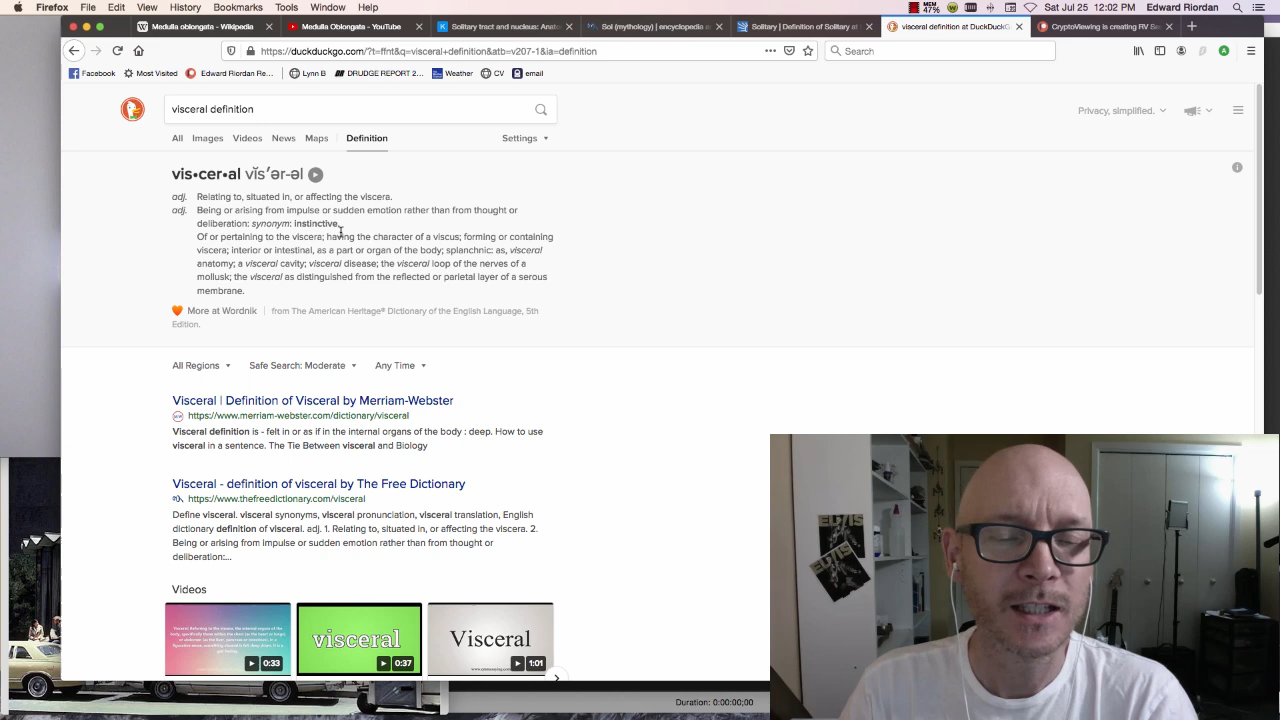 Firefox File Edit View History Bookmarks Tools Window Help
MEM 47% Sat Jul 25 12:02 PM Edward Riordan
Medulla oblongata - Wikipedia
Medulla Oblongata - YouTube
Solitary tract and nucleus: Anato
Sol (mythology) | encyclopedia a
Solitary | Definition of Solitary at
visceral definition at DuckDuckG
CryptoViewing is creating RV Se
https://duckduckgo.com/?t=ffnt&q=visceral+definition&atb=v207-1&ia=definition
Search
Facebook Most Visited Edward Riordan Re... Lynn B DRUDGE REPORT 2... Weather CV email
visceral definition
Privacy, simplified.
All Images Videos News Maps Definition Settings
vis•cer•al vĭs′ər-əl
adj. Relating to, situated in, or affecting the viscera.
adj. Being or arising from impulse or sudden emotion rather than from thought or
deliberation: synonym: instinctive.
Of or pertaining to the viscera; having the character of a viscus; forming or containing
viscera; interior or intestinal, as a part or organ of the body; splanchnic: as, visceral
anatomy; a visceral cavity; visceral disease; the visceral loop of the nerves of a
mollusk; the visceral as distinguished from the reflected or parietal layer of a serous
membrane.
More at Wordnik from The American Heritage® Dictionary of the English Language, 5th
Edition.
All Regions Safe Search: Moderate Any Time
Visceral | Definition of Visceral by Merriam-Webster
https://www.merriam-webster.com/dictionary/visceral
Visceral definition is - felt in or as if in the internal organs of the body : deep. How to use
visceral in a sentence. The Tie Between visceral and Biology
Visceral - definition of visceral by The Free Dictionary
https://www.thefreedictionary.com/visceral
Define visceral. visceral synonyms, visceral pronunciation, visceral translation, English
dictionary definition of visceral. adj. 1. Relating to, situated in, or affecting the viscera. 2.
Being or arising from impulse or sudden emotion rather than from thought or
deliberation:...
Videos
visceral
Visceral
0:33
0:37
1:01
Duration: 0:00:00;00
ELVIS
ELVIS